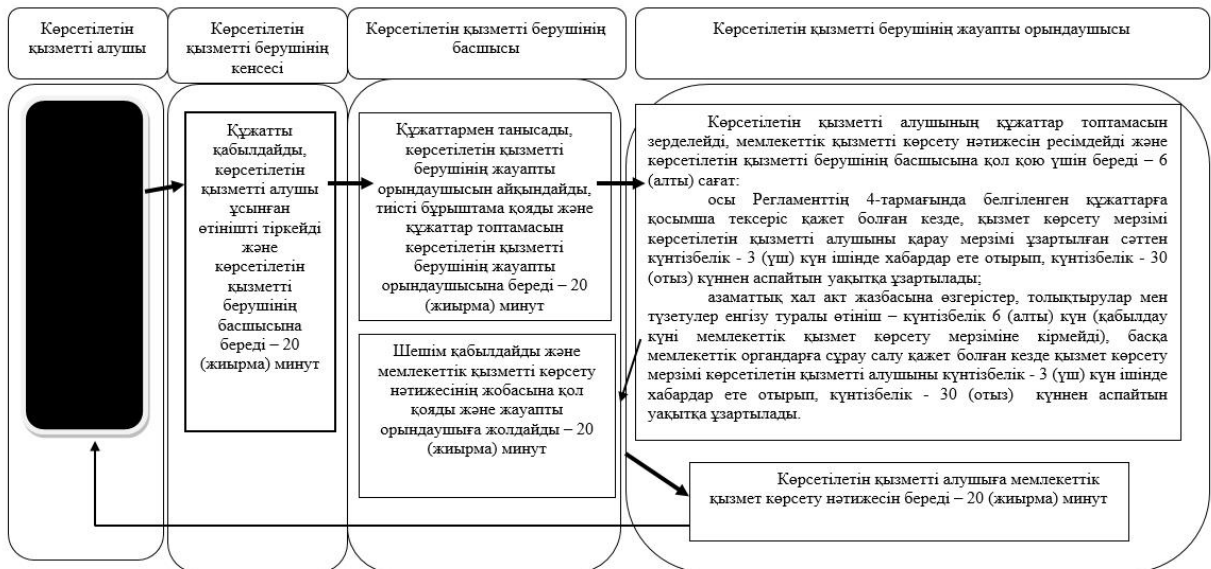 Көрсетілетін
қызметті алушы
Көрсетілетін
қызметті берушінің
кеңсесі
Көрсетілетін қызметті берушінің
басшысы
Көрсетілетін қызметті берушінің жауапты орындаушысы
Құжатты
қабылдайды,
көрсетілетін
қызметті алушы
ұсынған
өтінішті тіркейді
және
көрсетілетін
қызметті
берушінің
басшысына
береді – 20
(жиырма) минут
Құжаттармен танысады,
көрсетілетін қызметті
берушінің жауапты
орындаушысын айқындайды,
тиісті бұрыштама қояды және
құжаттар топтамасын
көрсетілетін қызметті
берушінің жауапты
орындаушысына береді – 20
(жиырма) минут
Шешім қабылдайды және
мемлекеттік қызметті көрсету
нәтижесінің жобасына қол
қояды және жауапты
орындаушыға жолдайды – 20
(жиырма) минут
Көрсетілетін қызметті алушының құжаттар топтамасын
зерделейді, мемлекеттік қызметті көрсету нәтижесін ресімдейді және
көрсетілетін қызметті берушінің басшысына қол қою үшін береді – 6
(алты) сағат:
осы Регламенттің 4-тармағында белгіленген құжаттарға
қосымша тексеріс қажет болған кезде, қызмет көрсету мерзімі
көрсетілетін қызметті алушыны қарау мерзімі ұзартылған сәттен
күнтізбелік - 3 (үш) күн ішінде хабардар ете отырып, күнтізбелік - 30
(отыз) күннен аспайтын уақытқа ұзартылады;
азаматтық хал акт жазбасына өзгерістер, толықтырулар мен
түзетулер енгізу туралы өтініш – күнтізбелік 6 (алты) күн (қабылдау
күні мемлекеттік қызмет көрсету мерзіміне кірмейді), басқа
мемлекеттік органдарға сұрау салу қажет болған кезде қызмет көрсету
мерзімі көрсетілетін қызметті алушыны күнтізбелік - 3 (үш) күн ішінде
хабардар ете отырып, күнтізбелік - 30 (отыз) күннен аспайтын
уақытқа ұзартылады.
Көрсетілетін қызметті алушыға мемлекеттік
қызмет көрсету нәтижесін береді – 20 (жиырма) минут